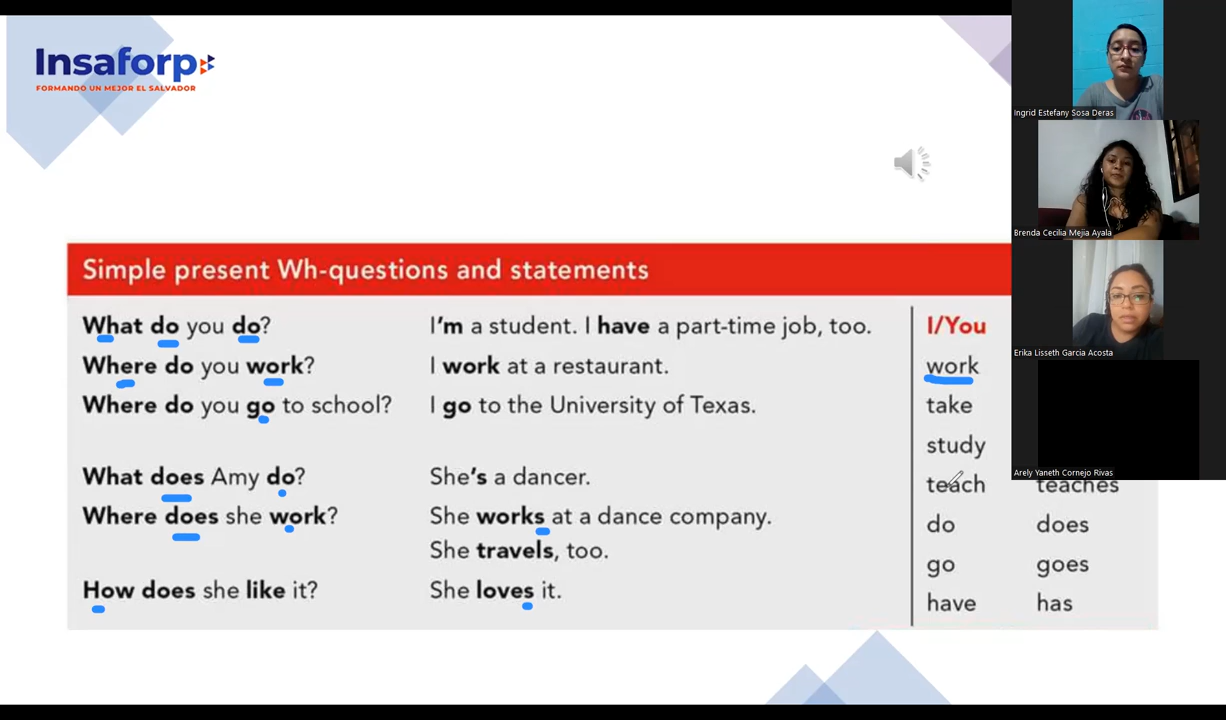 Insaforp
FORMANDO UN MEJOR EL SALVADOR
Simple present Wh-questions and statements
What do you do? I'm a student. I have a part-time job, too.
Where do you work? I work at a restaurant.
Where do you go to school? I go to the University of Texas.
What does Amy do? She's a dancer.
Where does she work? She works at a dance company.
She travels, too.
How does she like it? She loves it.
I/You
work
take
study
teach teaches
do does
go goes
have has
Ingrid Estefany Sosa Deras
Brenda Cecilia Mejia Ayala
Erika Lisseth Garcia Acosta
Arely Yaneth Cornejo Rivas